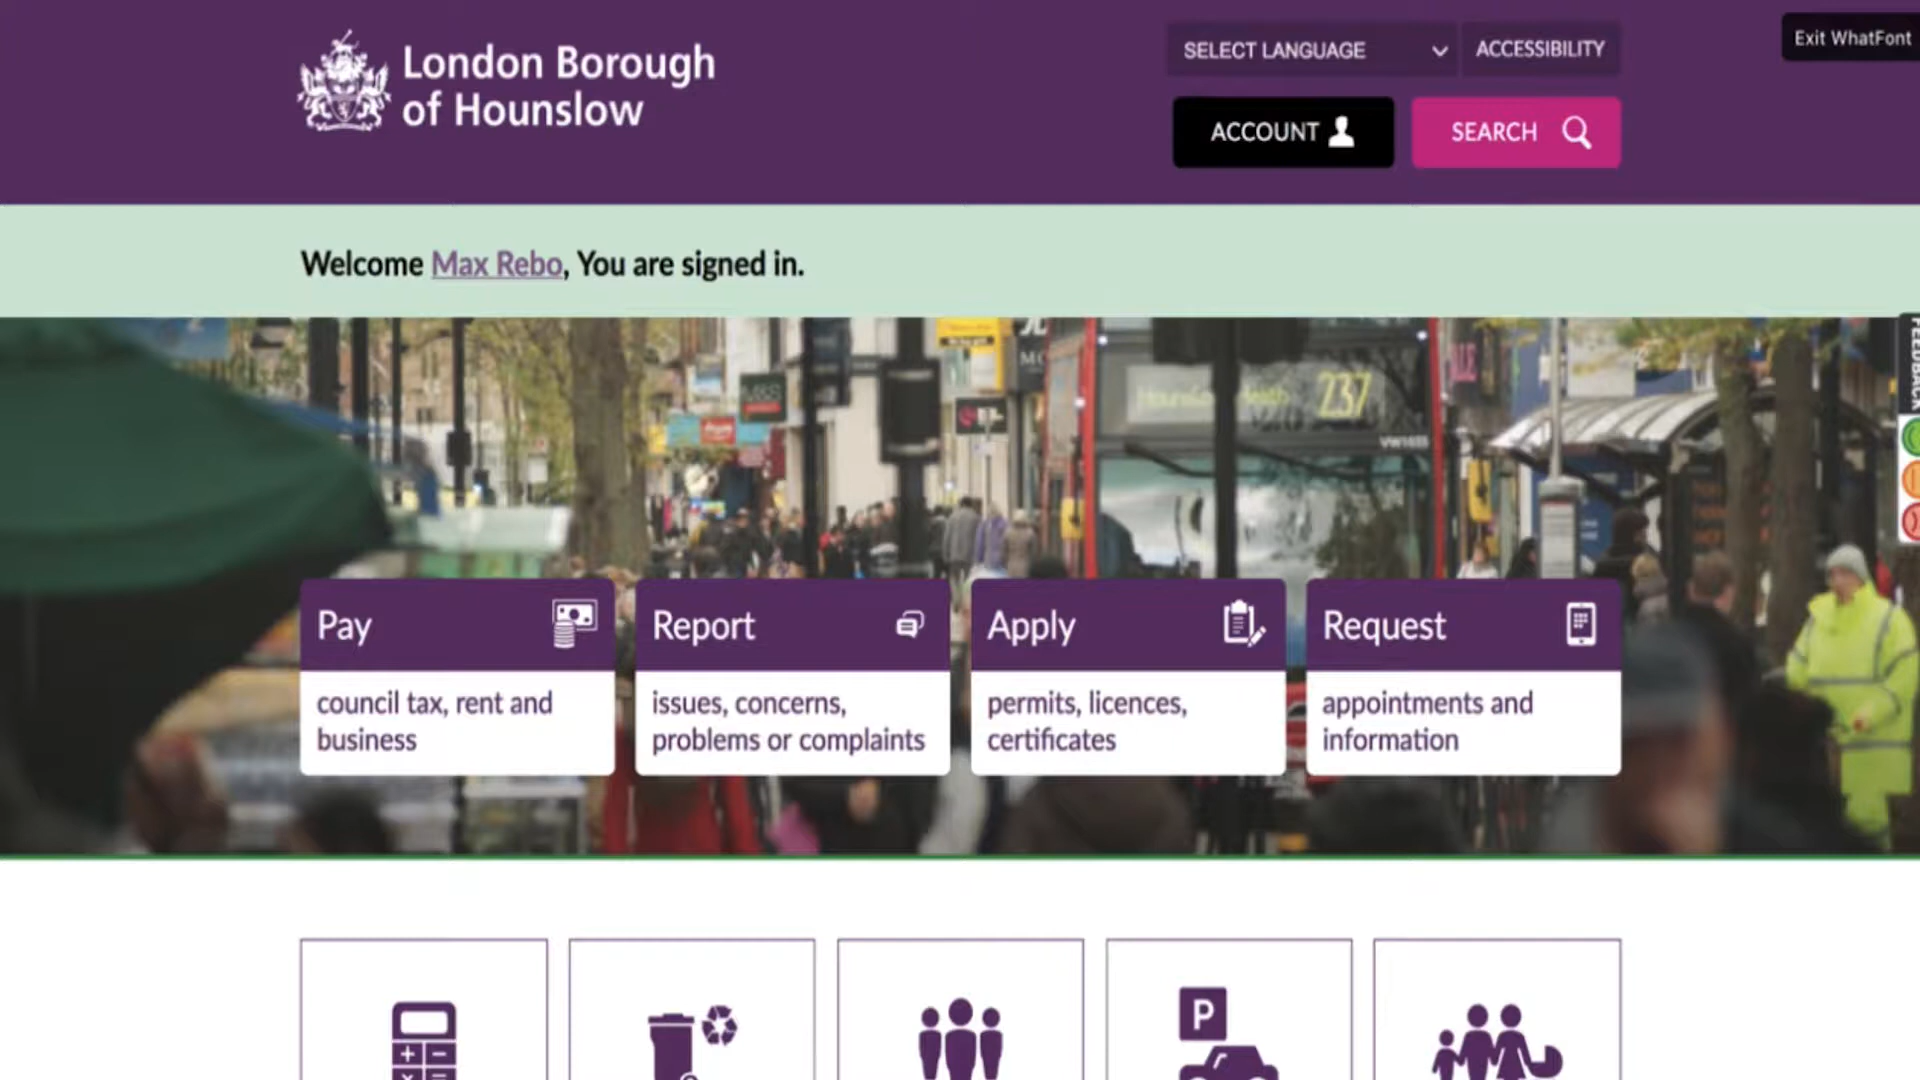 London Borough
of Hounslow
SELECT LANGUAGE
ACCESSIBILITY
Exit WhatFont
ACCOUNT
SEARCH
Welcome Max Rebo, You are signed in.
FEEDBACK
237
Pay
council tax, rent and
business
Report
issues, concerns,
problems or complaints
Apply
permits, licences,
certificates
Request
appointments and
information
P